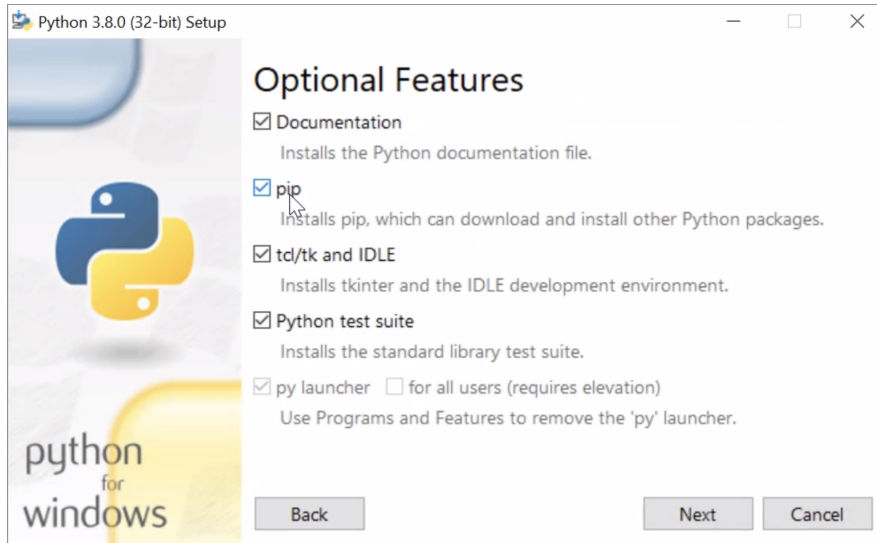 Python 3.8.0 (32-bit) Setup
Optional Features
Documentation
Installs the Python documentation file.
pip
Installs pip, which can download and install other Python packages.
tcl/tk and IDLE
Installs tkinter and the IDLE development environment.
Python test suite
Installs the standard library test suite.
py launcher for all users (requires elevation)
Use Programs and Features to remove the 'py' launcher.
python
for
windows
Back Next Cancel